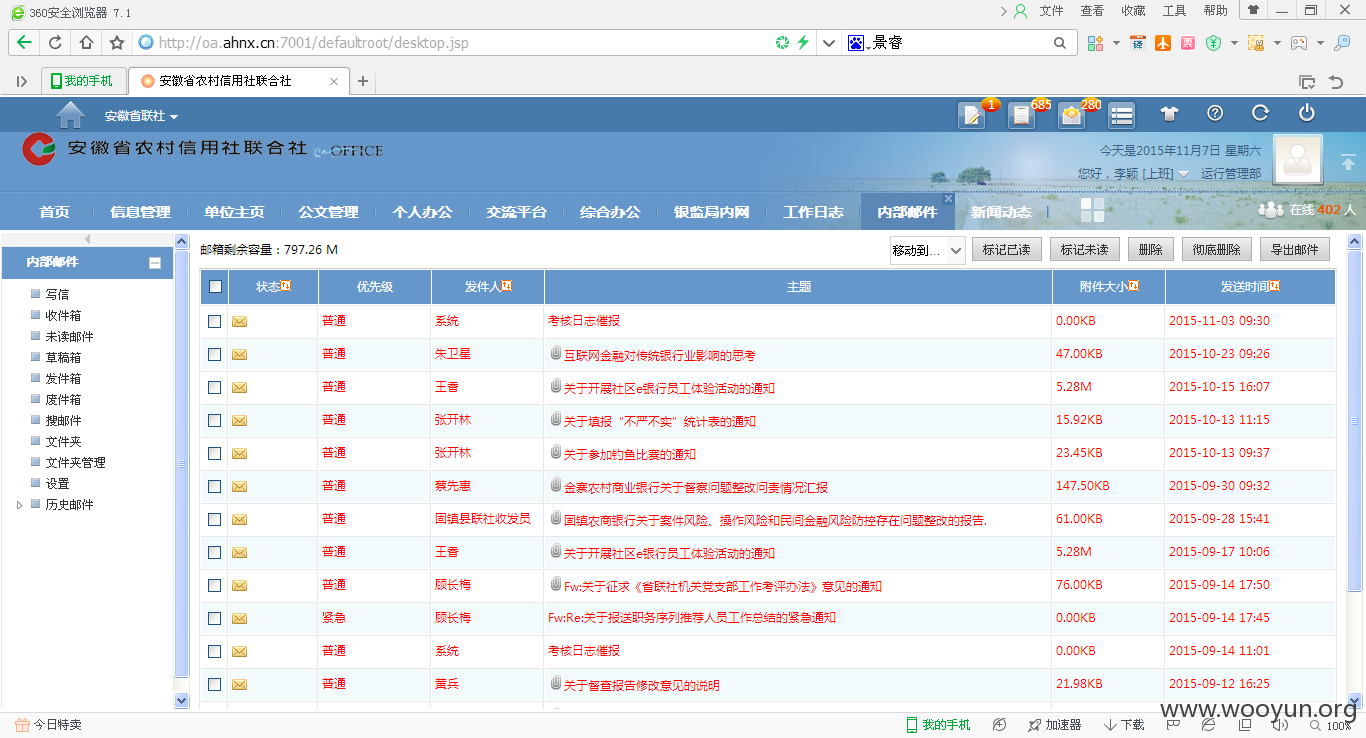 360安全浏览器 7.1
文件 查看 收藏 工具 帮助
http://oa.ahnx.cn:7001/defaultroot/desktop.jsp
景睿
译
票
我的手机
安徽省农村信用社联合社
安徽省联社
1 685 280
安徽省农村信用社联合社 OFFICE
今天是2015年11月7日 星期六
您好，李颖 [上班] 运行管理部
首页 信息管理 单位主页 公文管理 个人办公 交流平台 综合办公 银监局内网 工作日志 内部邮件 新闻动态
在线 402 人
内部邮件
写信
收件箱
未读邮件
草稿箱
发件箱
废件箱
搜邮件
文件夹
文件夹管理
设置
历史邮件
邮箱剩余容量：797.26 M
移动到... 标记已读 标记未读 删除 彻底删除 导出邮件
状态 优先级 发件人 主题 附件大小 发送时间
普通 系统 考核日志催报 0.00KB 2015-11-03 09:30
普通 朱卫星 互联网金融对传统银行业影响的思考 47.00KB 2015-10-23 09:26
普通 王香 关于开展社区e银行员工体验活动的通知 5.28M 2015-10-15 16:07
普通 张开林 关于填报“不严不实”统计表的通知 15.92KB 2015-10-13 11:15
普通 张开林 关于参加钓鱼比赛的通知 23.45KB 2015-10-13 09:37
普通 蔡先惠 金寨农村商业银行关于督察问题整改问责情况汇报 147.50KB 2015-09-30 09:32
普通 固镇县联社收发员 固镇农商银行关于案件风险、操作风险和民间金融风险防控存在问题整改的报告. 61.00KB 2015-09-28 15:41
普通 王香 关于开展社区e银行员工体验活动的通知 5.28M 2015-09-17 10:06
普通 顾长梅 Fw:关于征求《省联社机关党支部工作考评办法》意见的通知 76.00KB 2015-09-14 17:50
紧急 顾长梅 Fw:Re:关于报送职务序列推荐人员工作总结的紧急通知 0.00KB 2015-09-14 17:45
普通 系统 考核日志催报 0.00KB 2015-09-14 11:01
普通 黄兵 关于督查报告修改意见的说明 21.98KB 2015-09-12 16:25
www.wooyun.org
今日特卖
我的手机 加速器 下载 100%